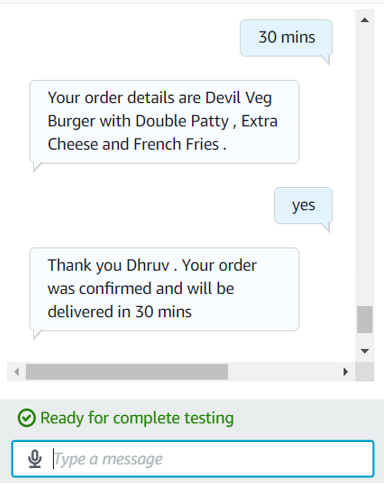 30 mins
Your order details are Devil Veg
Burger with Double Patty , Extra
Cheese and French Fries .
yes
Thank you Dhruv . Your order
was confirmed and will be
delivered in 30 mins
Ready for complete testing
Type a message